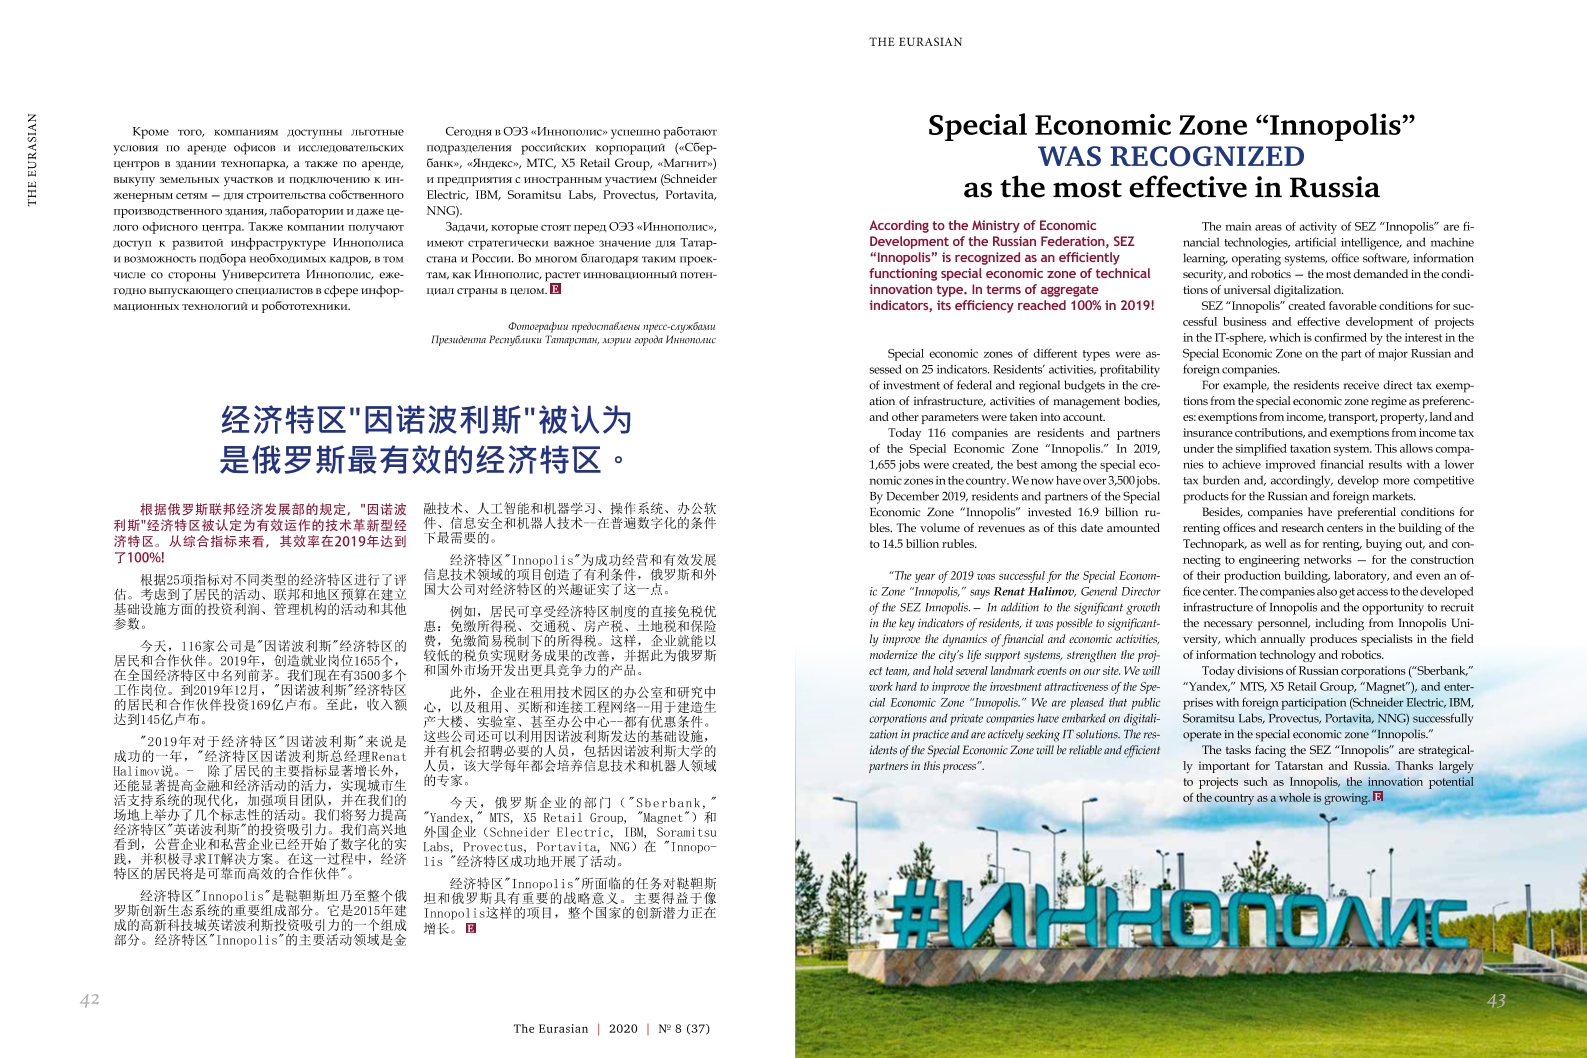 THE EURASIAN
Кроме того, компаниям доступны льготные
условия по аренде офисов и исследовательских
центров в здании технопарка, а также по аренде,
выкупу земельных участков и подключению к ин-
женерным сетям — для строительства собственного
производственного здания, лаборатории и даже це-
лого офисного центра. Также компании получают
доступ к развитой инфраструктуре Иннополиса
и возможность подбора необходимых кадров, в том
числе со стороны Университета Иннополис, еже-
годно выпускающего специалистов в сфере инфор-
мационных технологий и робототехники.
Сегодня в ОЭЗ «Иннополис» успешно работают
подразделения российских корпораций («Сбер-
банк», «Яндекс», МТС, X5 Retail Group, «Магнит»)
и предприятия с иностранным участием (Schneider
Electric, IBM, Soramitsu Labs, Provectus, Portavita,
NNG).
Задачи, которые стоят перед ОЭЗ «Иннополис»,
имеют стратегически важное значение для Татар-
стана и России. Во многом благодаря таким проек-
там, как Иннополис, растет инновационный потен-
циал страны в целом. E
Фотографии предоставлены пресс-службами
Президента Республики Татарстан, мэрии города Иннополис
经济特区"因诺波利斯"被认为
是俄罗斯最有效的经济特区。
根据俄罗斯联邦经济发展部的规定，"因诺波
利斯"经济特区被认定为有效运作的技术革新型经
济特区。从综合指标来看，其效率在2019年达到
了100%!
根据25项指标对不同类型的经济特区进行了评
估。考虑到了居民的活动、联邦和地区预算在建立
基础设施方面的投资利润、管理机构的活动和其他
参数。
今天，116家公司是"因诺波利斯"经济特区的
居民和合作伙伴。2019年，创造就业岗位1655个，
在全国经济特区中名列前茅。我们现在有3500多个
工作岗位。到2019年12月，"因诺波利斯"经济特区
的居民和合作伙伴投资169亿卢布。至此，收入额
达到145亿卢布。
"2019年对于经济特区"因诺波利斯"来说是
成功的一年，"经济特区因诺波利斯总经理Renat
Halimov说。- 除了居民的主要指标显著增长外，
还能显著提高金融和经济活动的活力，实现城市生
活支持系统的现代化，加强项目团队，并在我们的
场地上举办了几个标志性的活动。我们将努力提高
经济特区"英诺波利斯"的投资吸引力。我们高兴地
看到，公营企业和私营企业已经开始了数字化的实
践，并积极寻求IT解决方案。在这一过程中，经济
特区的居民将是可靠而高效的合作伙伴"。
经济特区"Innopolis"是鞑靼斯坦乃至整个俄
罗斯创新生态系统的重要组成部分。它是2015年建
成的高新科技城英诺波利斯投资吸引力的一个组成
部分。经济特区"Innopolis"的主要活动领域是金
融技术、人工智能和机器学习、操作系统、办公软
件、信息安全和机器人技术--在普遍数字化的条件
下最需要的。
经济特区"Innopolis"为成功经营和有效发展
信息技术领域的项目创造了有利条件，俄罗斯和外
国大公司对经济特区的兴趣证实了这一点。
例如，居民可享受经济特区制度的直接免税优
惠：免缴所得税、交通税、房产税、土地税和保险
费，免缴简易税制下的所得税。这样，企业就能以
较低的税负实现财务成果的改善，并据此为俄罗斯
和国外市场开发出更具竞争力的产品。
此外，企业在租用技术园区的办公室和研究中
心，以及租用、买断和连接工程网络--用于建造生
产大楼、实验室、甚至办公中心--都有优惠条件。
这些公司还可以利用因诺波利斯发达的基础设施，
并有机会招聘必要的人员，包括因诺波利斯大学的
人员，该大学每年都会培养信息技术和机器人领域
的专家。
今天，俄罗斯企业的部门（"Sberbank,"
"Yandex," MTS, X5 Retail Group, "Magnet"）和
外国企业（Schneider Electric, IBM, Soramitsu
Labs, Provectus, Portavita, NNG）在 "Innopo-
lis "经济特区成功地开展了活动。
经济特区"Innopolis"所面临的任务对鞑靼斯
坦和俄罗斯具有重要的战略意义。主要得益于像
Innopolis这样的项目，整个国家的创新潜力正在
增长。 E
42
The Eurasian | 2020 | № 8 (37)
THE EURASIAN
Special Economic Zone “Innopolis”
WAS RECOGNIZED
as the most effective in Russia
According to the Ministry of Economic
Development of the Russian Federation, SEZ
“Innopolis” is recognized as an efficiently
functioning special economic zone of technical
innovation type. In terms of aggregate
indicators, its efficiency reached 100% in 2019!
Special economic zones of different types were as-
sessed on 25 indicators. Residents’ activities, profitability
of investment of federal and regional budgets in the cre-
ation of infrastructure, activities of management bodies,
and other parameters were taken into account.
Today 116 companies are residents and partners
of the Special Economic Zone “Innopolis.” In 2019,
1,655 jobs were created, the best among the special eco-
nomic zones in the country. We now have over 3,500 jobs.
By December 2019, residents and partners of the Special
Economic Zone “Innopolis” invested 16.9 billion ru-
bles. The volume of revenues as of this date amounted
to 14.5 billion rubles.
“The year of 2019 was successful for the Special Econom-
ic Zone “Innopolis,” says Renat Halimov, General Director
of the SEZ Innopolis.— In addition to the significant growth
in the key indicators of residents, it was possible to significant-
ly improve the dynamics of financial and economic activities,
modernize the city’s life support systems, strengthen the proj-
ect team, and hold several landmark events on our site. We will
work hard to improve the investment attractiveness of the Spe-
cial Economic Zone “Innopolis.” We are pleased that public
corporations and private companies have embarked on digitali-
zation in practice and are actively seeking IT solutions. The res-
idents of the Special Economic Zone will be reliable and efficient
partners in this process”.
The main areas of activity of SEZ “Innopolis” are fi-
nancial technologies, artificial intelligence, and machine
learning, operating systems, office software, information
security, and robotics — the most demanded in the condi-
tions of universal digitalization.
SEZ “Innopolis” created favorable conditions for suc-
cessful business and effective development of projects
in the IT-sphere, which is confirmed by the interest in the
Special Economic Zone on the part of major Russian and
foreign companies.
For example, the residents receive direct tax exemp-
tions from the special economic zone regime as preferenc-
es: exemptions from income, transport, property, land and
insurance contributions, and exemptions from income tax
under the simplified taxation system. This allows compa-
nies to achieve improved financial results with a lower
tax burden and, accordingly, develop more competitive
products for the Russian and foreign markets.
Besides, companies have preferential conditions for
renting offices and research centers in the building of the
Technopark, as well as for renting, buying out, and con-
necting to engineering networks — for the construction
of their production building, laboratory, and even an of-
fice center. The companies also get access to the developed
infrastructure of Innopolis and the opportunity to recruit
the necessary personnel, including from Innopolis Uni-
versity, which annually produces specialists in the field
of information technology and robotics.
Today divisions of Russian corporations (“Sberbank,”
“Yandex,” MTS, X5 Retail Group, “Magnet”), and enter-
prises with foreign participation (Schneider Electric, IBM,
Soramitsu Labs, Provectus, Portavita, NNG) successfully
operate in the special economic zone “Innopolis.”
The tasks facing the SEZ “Innopolis” are strategical-
ly important for Tatarstan and Russia. Thanks largely
to projects such as Innopolis, the innovation potential
of the country as a whole is growing. E
#ИННОПОЛИС
43